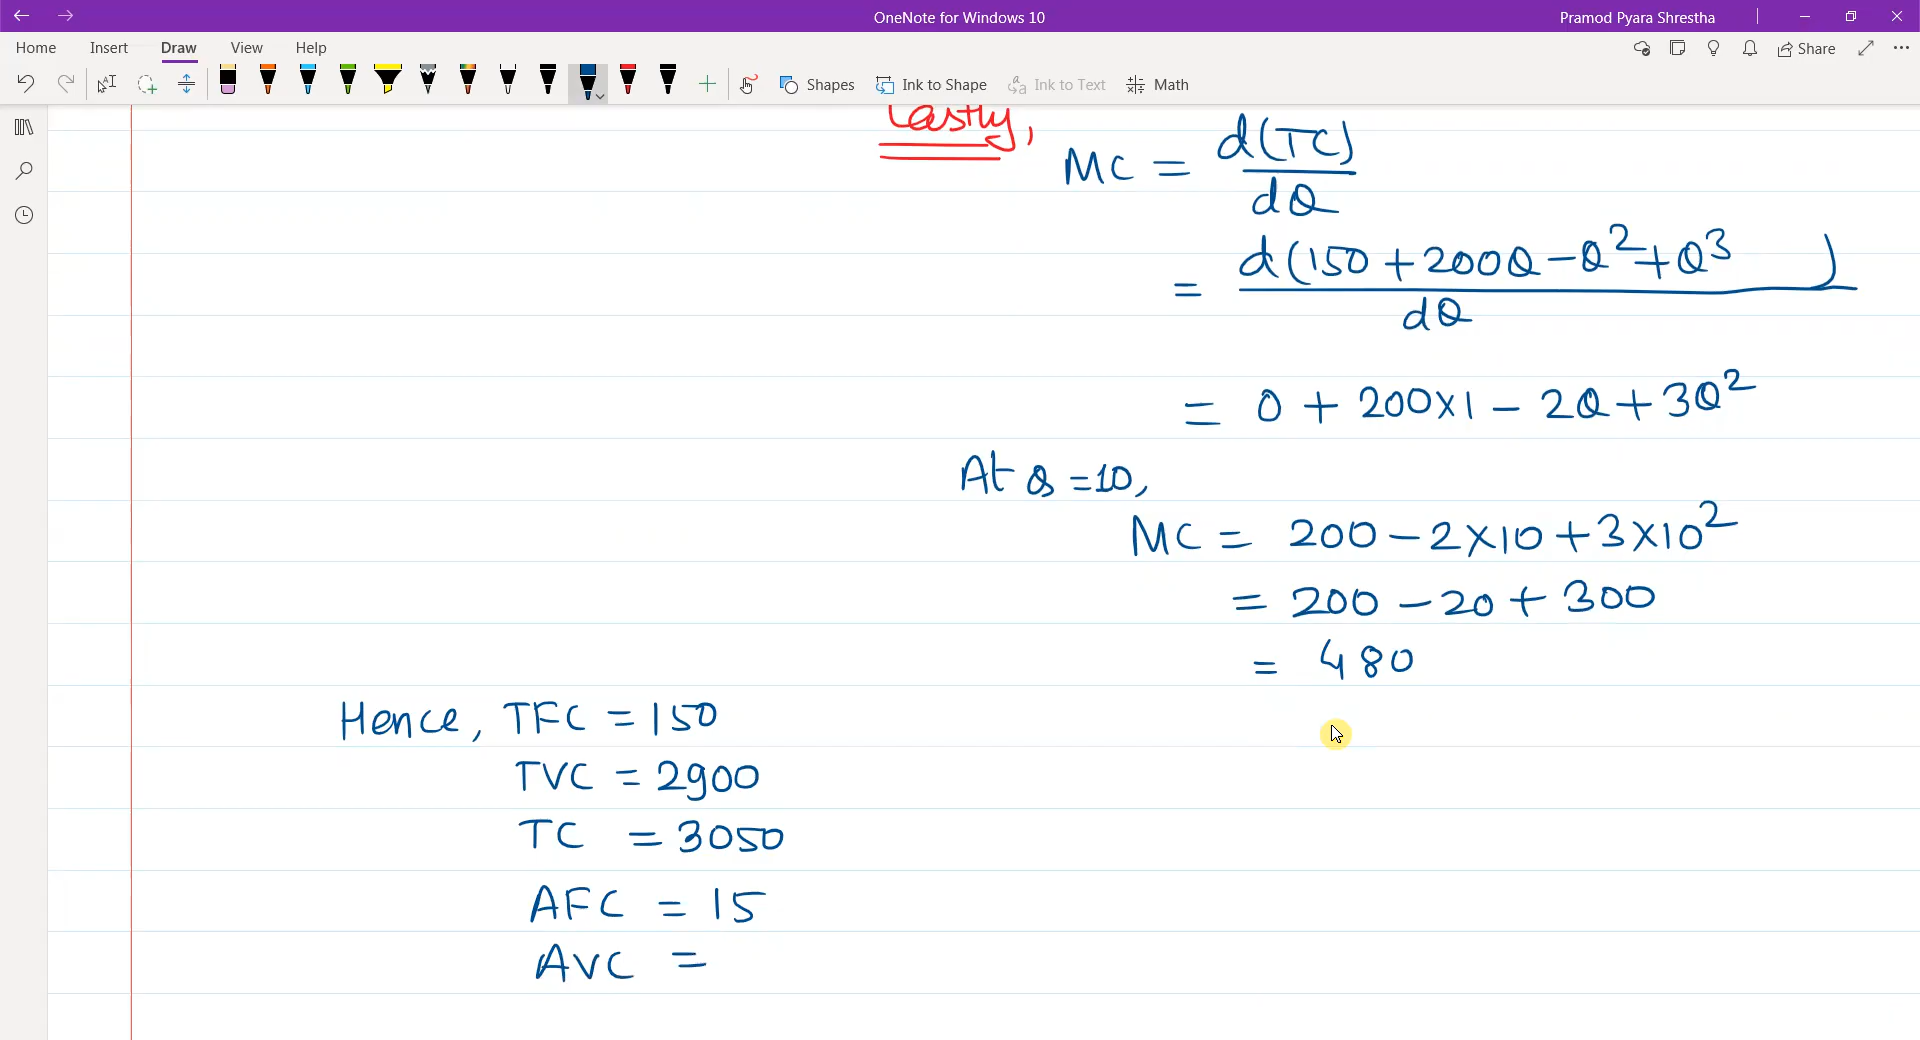 OneNote for Windows 10
Pramod Pyara Shrestha
Home Insert Draw View Help
Share
Shapes Ink to Shape Ink to Text Math
Lastly,
MC = d(TC)
dQ
= d(150 + 200Q - Q² + Q³ )
dQ
= 0 + 200×1 - 2Q + 3Q²
At Q = 10,
MC = 200 - 2×10 + 3×10²
= 200 - 20 + 300
= 480
Hence, TFC = 150
TVC = 2900
TC = 3050
AFC = 15
AVC =